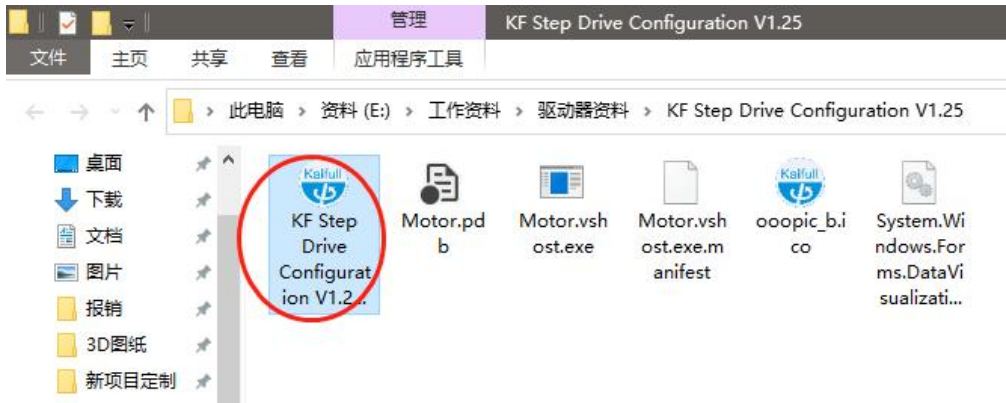 管理
KF Step Drive Configuration V1.25
文件
主页
共享
查看
应用程序工具
此电脑 › 资料 (E:) › 工作资料 › 驱动器资料 › KF Step Drive Configuration V1.25
桌面
下载
文档
图片
报销
3D图纸
新项目定制
Kaifull
KF Step
Drive
Configurat
ion V1.2...
Motor.pd
b
Motor.vsh
ost.exe
Motor.vsh
ost.exe.m
anifest
Kaifull
ooopic_b.i
co
System.Wi
ndows.For
ms.DataVi
sualizati...